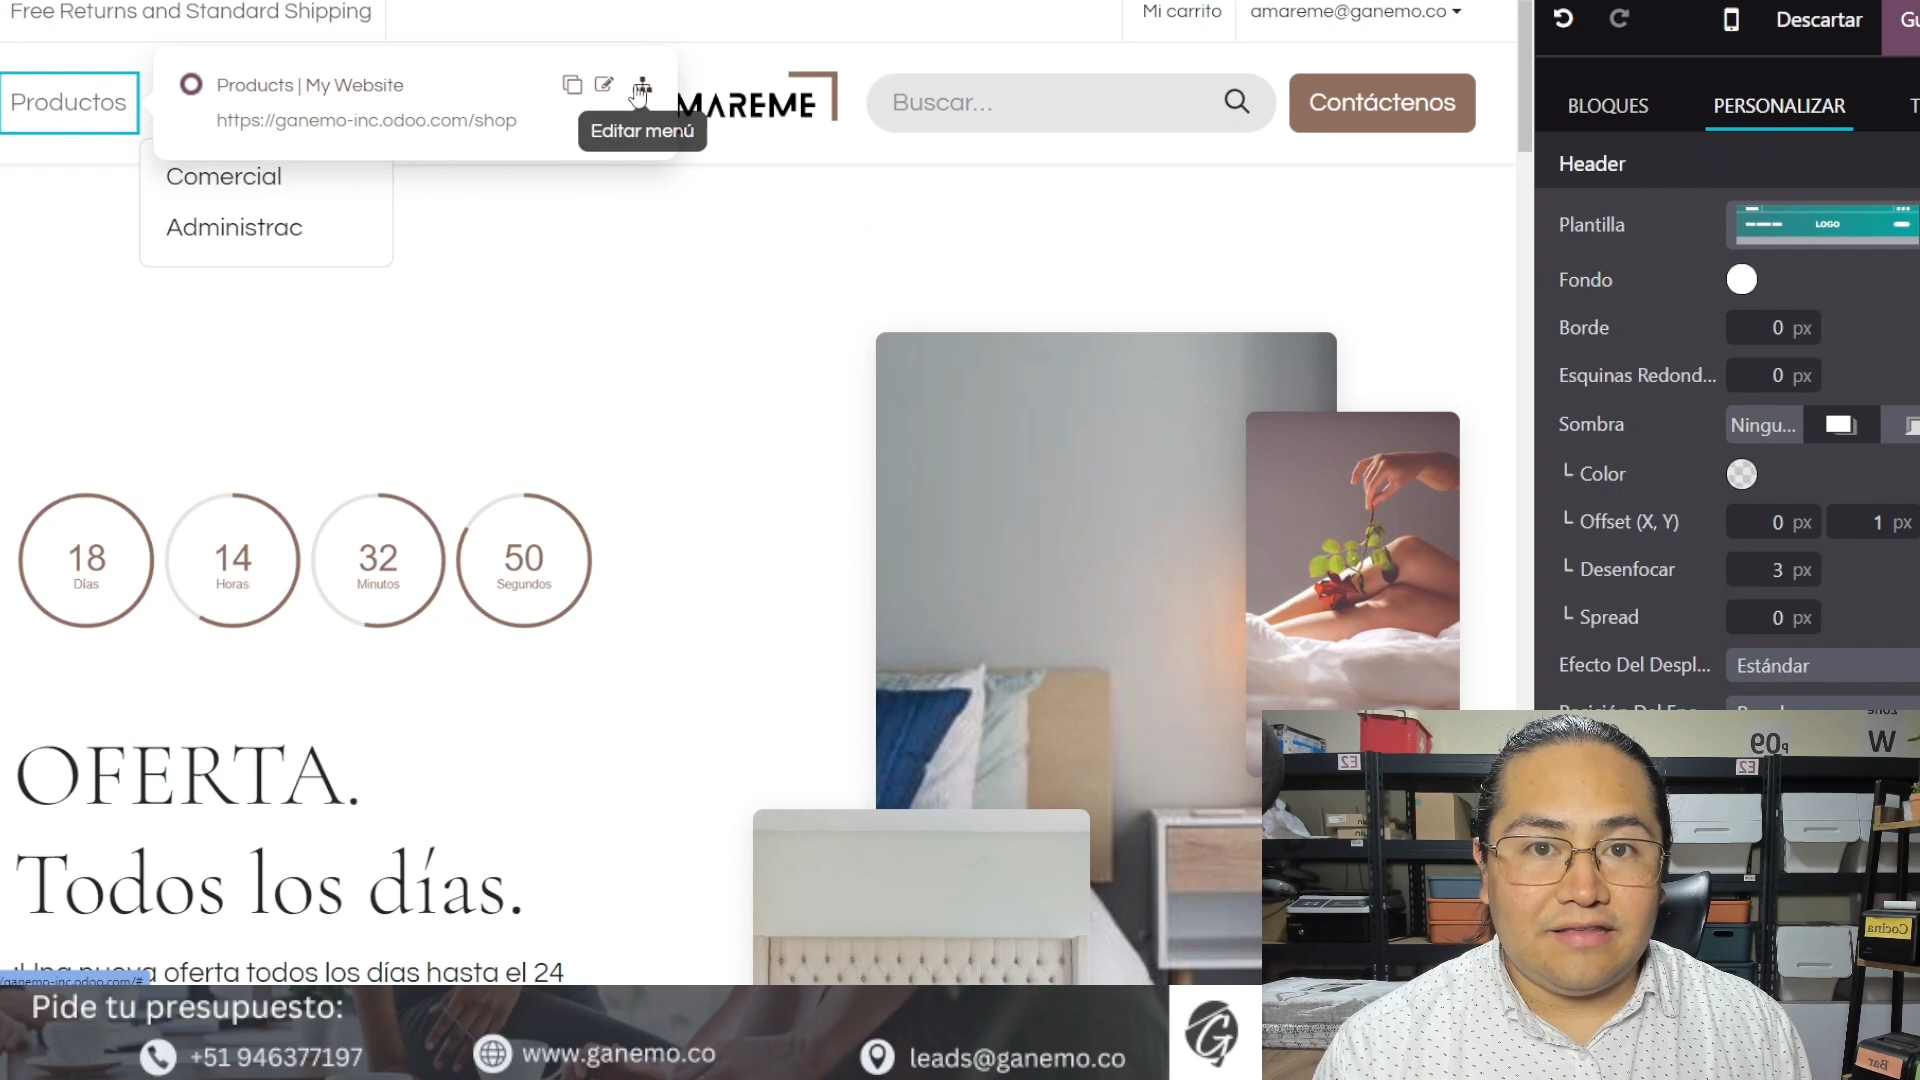 Free Returns and Standard Shipping
Mi carrito
amareme@ganemo.co
Descartar
Productos
Products | My Website
https://ganemo-inc.odoo.com/shop
Editar menú
MAREME
Buscar...
Contáctenos
BLOQUES
PERSONALIZAR
Comercial
Administrac
Header
Plantilla
LOGO
Fondo
Borde
0 px
Esquinas Redond...
0 px
Sombra
Ningu...
Color
Offset (X, Y)
0 px
1 px
Desenfocar
3 px
Spread
0 px
Efecto Del Despl...
Estándar
18
Días
14
Horas
32
Minutos
50
Segundos
OFERTA.
Todos los días.
oferta todos los días hasta el 24
Pide tu presupuesto:
+51 946377197
www.ganemo.co
leads@ganemo.co
G
Cocina
Bar